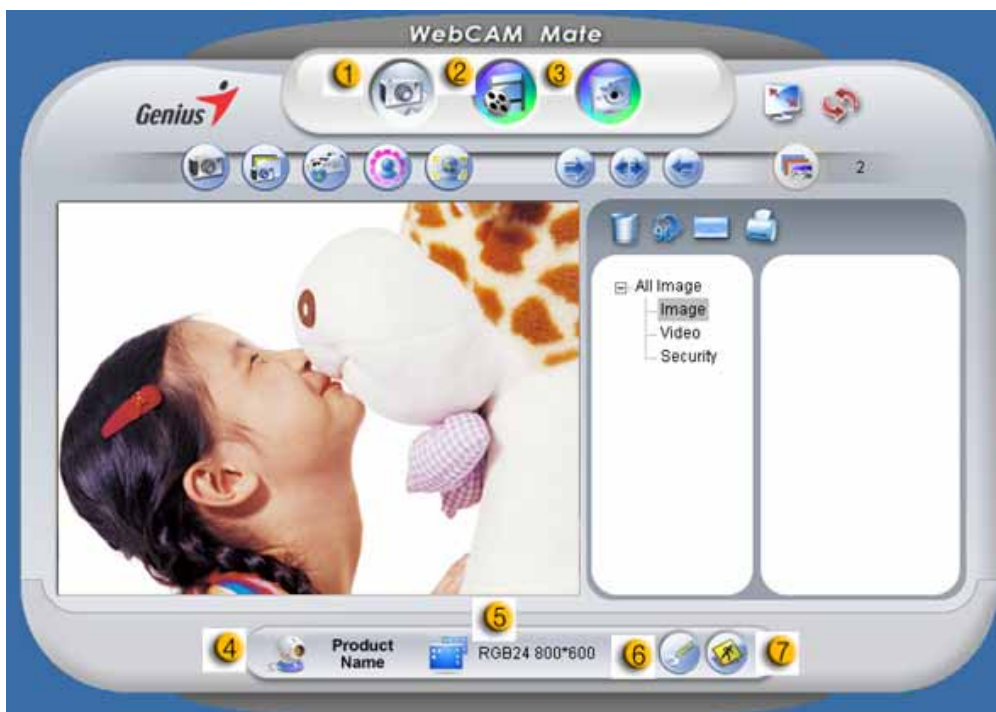 WebCAM Mate
1
2
3
Genius
2
All Image
Image
Video
Security
4
Product
Name
5
RGB24 800*600
6
7